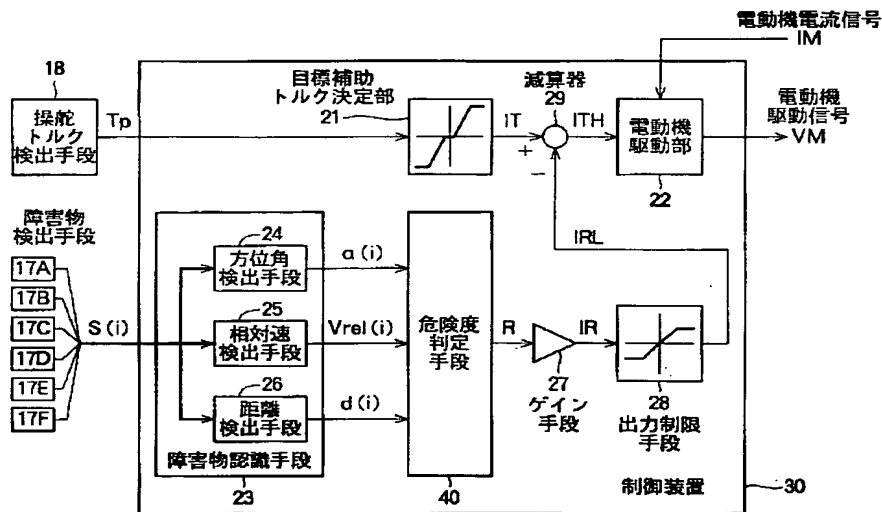 電動機電流信号
IM
18
操舵
トルク
検出手段
Tp
目標補助
トルク決定部
21
IT
減算器
29
ITH
+
−
電動機
駆動部
22
電動機
駆動信号
VM
障害物
検出手段
17A
17B
17C
17D
17E
17F
S(i)
24
方位角
検出手段
a(i)
25
相対速
検出手段
Vrel(i)
26
距離
検出手段
d(i)
障害物認識手段
23
危険度
判定
手段
40
R
27
ゲイン
手段
IR
IRL
28
出力制限
手段
制御装置
30